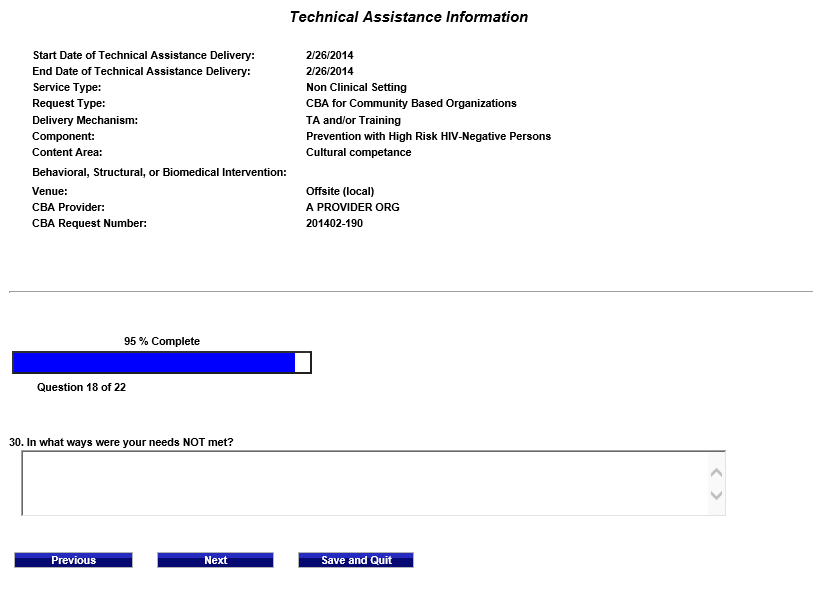 Technical Assistance Information
Start Date of Technical Assistance Delivery: 2/26/2014
End Date of Technical Assistance Delivery: 2/26/2014
Service Type: Non Clinical Setting
Request Type: CBA for Community Based Organizations
Delivery Mechanism: TA and/or Training
Component: Prevention with High Risk HIV-Negative Persons
Content Area: Cultural competance
Behavioral, Structural, or Biomedical Intervention:
Venue: Offsite (local)
CBA Provider: A PROVIDER ORG
CBA Request Number: 201402-190
95 % Complete
Question 18 of 22
30. In what ways were your needs NOT met?
Previous Next Save and Quit